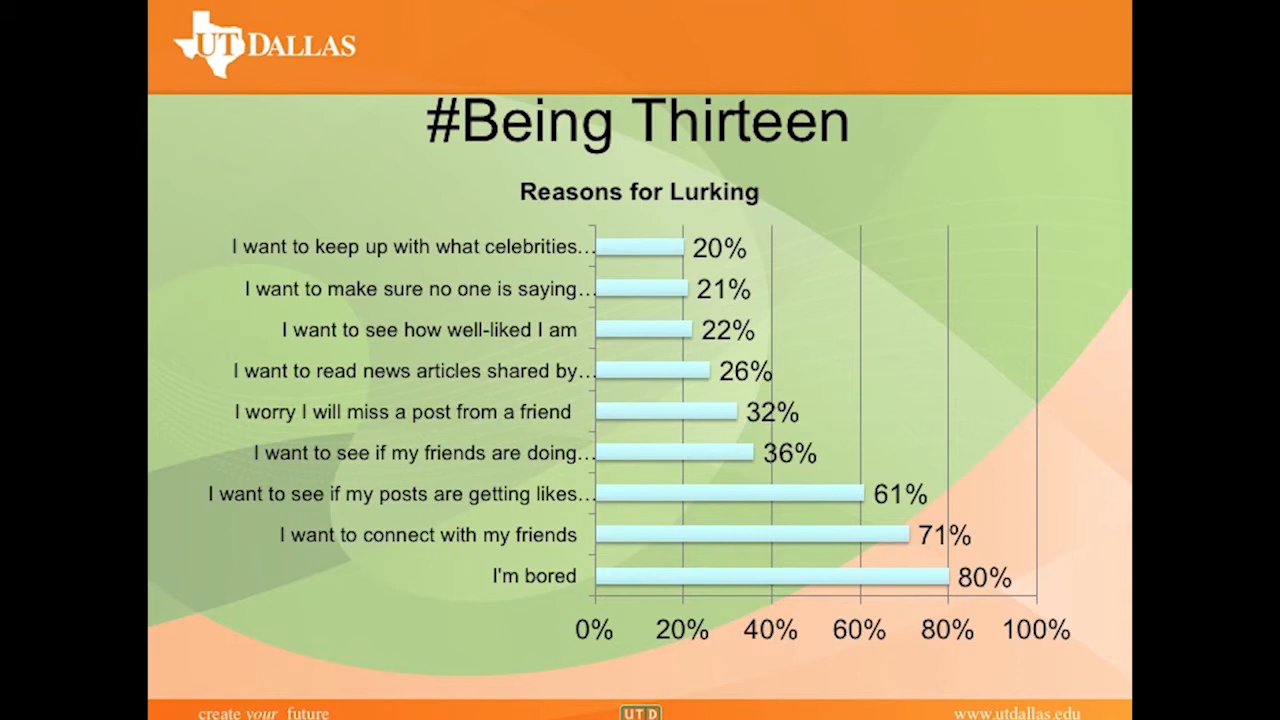 UT DALLAS
#Being Thirteen
Reasons for Lurking
I want to keep up with what celebrities… 20%
I want to make sure no one is saying… 21%
I want to see how well-liked I am 22%
I want to read news articles shared by… 26%
I worry I will miss a post from a friend 32%
I want to see if my friends are doing… 36%
I want to see if my posts are getting likes… 61%
I want to connect with my friends 71%
I'm bored 80%
0% 20% 40% 60% 80% 100%
create your future UTD www.utdallas.edu